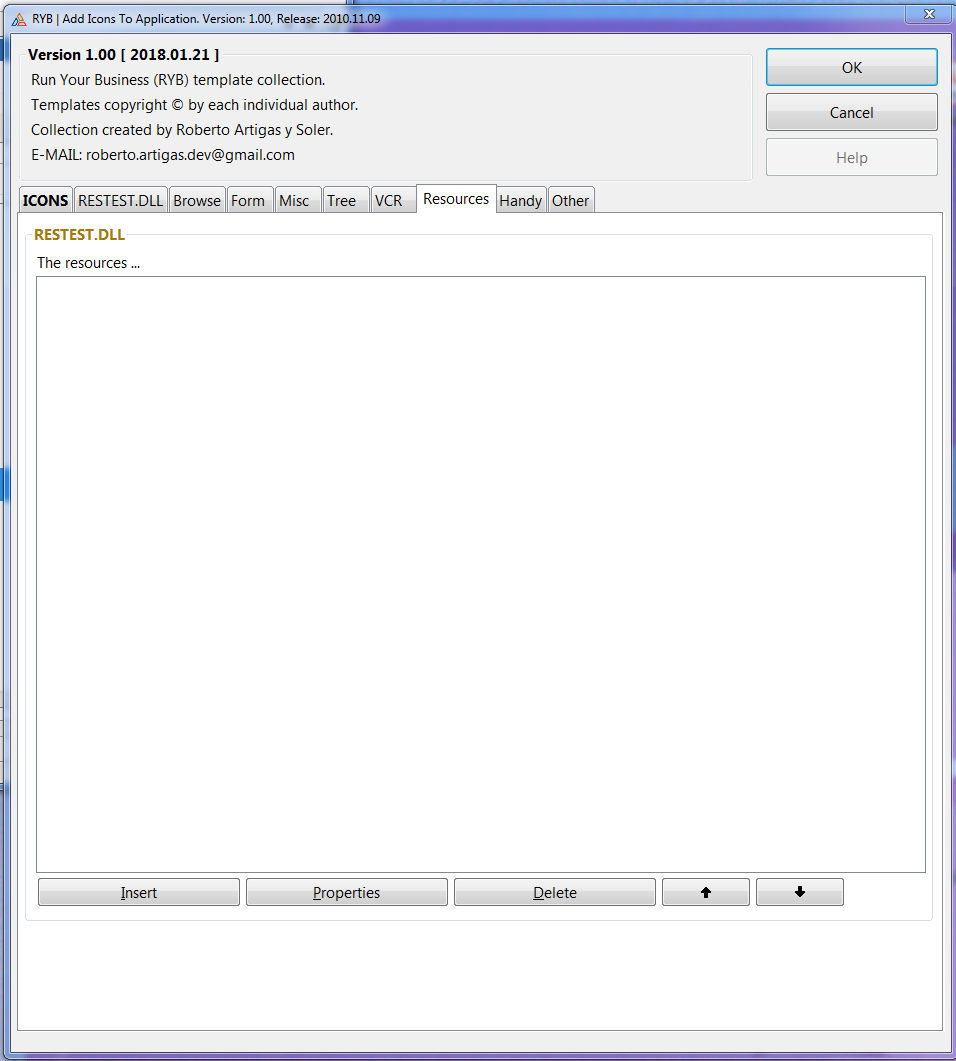 RYB | Add Icons To Application. Version: 1.00, Release: 2010.11.09
Version 1.00 [ 2018.01.21 ]
Run Your Business (RYB) template collection.
Templates copyright © by each individual author.
Collection created by Roberto Artigas y Soler.
E-MAIL: roberto.artigas.dev@gmail.com
OK
Cancel
Help
ICONS RESTEST.DLL Browse Form Misc Tree VCR Resources Handy Other
RESTEST.DLL
The resources ...
Insert Properties Delete